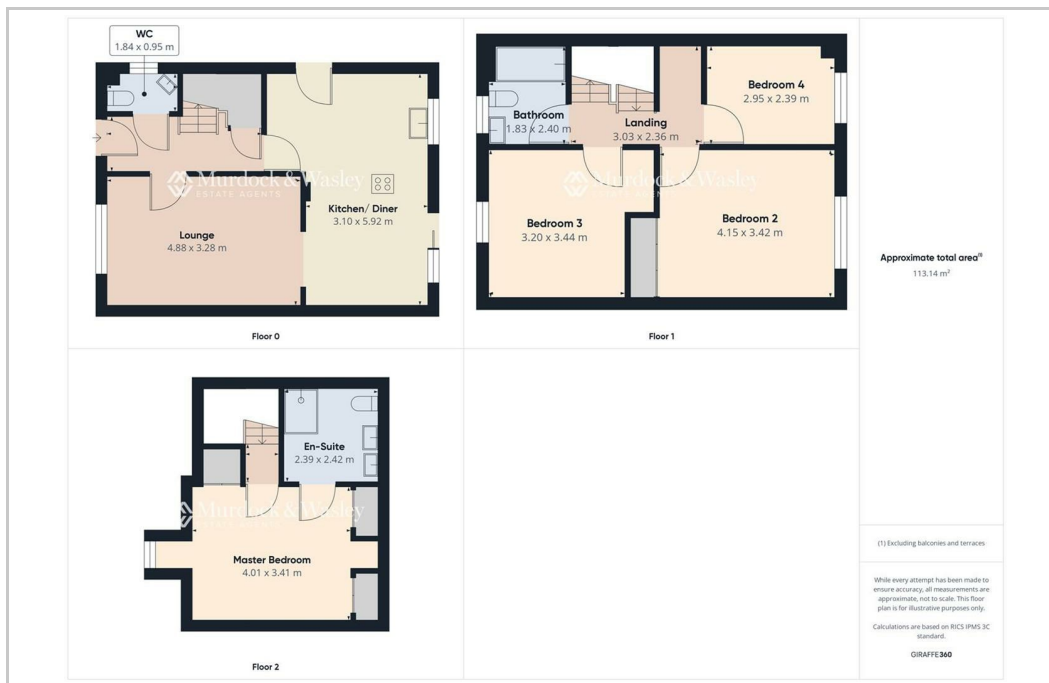 WC
1.84 x 0.95 m
Lounge
4.88 x 3.28 m
Kitchen/ Diner
3.10 x 5.92 m
Murdock & Wasley
ESTATE AGENTS
Floor 0
Bathroom
1.83 x 2.40 m
Landing
3.03 x 2.36 m
Bedroom 4
2.95 x 2.39 m
Bedroom 3
3.20 x 3.44 m
Bedroom 2
4.15 x 3.42 m
Murdock & Wasley
ESTATE AGENTS
Floor 1
En-Suite
2.39 x 2.42 m
Master Bedroom
4.01 x 3.41 m
Murdock & Wasley
ESTATE AGENTS
Floor 2
Approximate total area⁽¹⁾
113.14 m²
(1) Excluding balconies and terraces
While every attempt has been made to
ensure accuracy, all measurements are
approximate, not to scale. This floor
plan is for illustrative purposes only.
Calculations are based on RICS IPMS 3C
standard.
GIRAFFE360